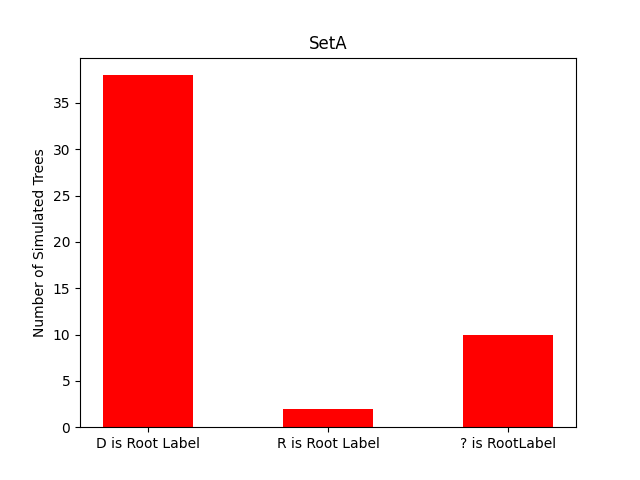 SetA
Number of Simulated Trees
35
30
25
20
15
10
5
0
D is Root Label
R is Root Label
? is RootLabel